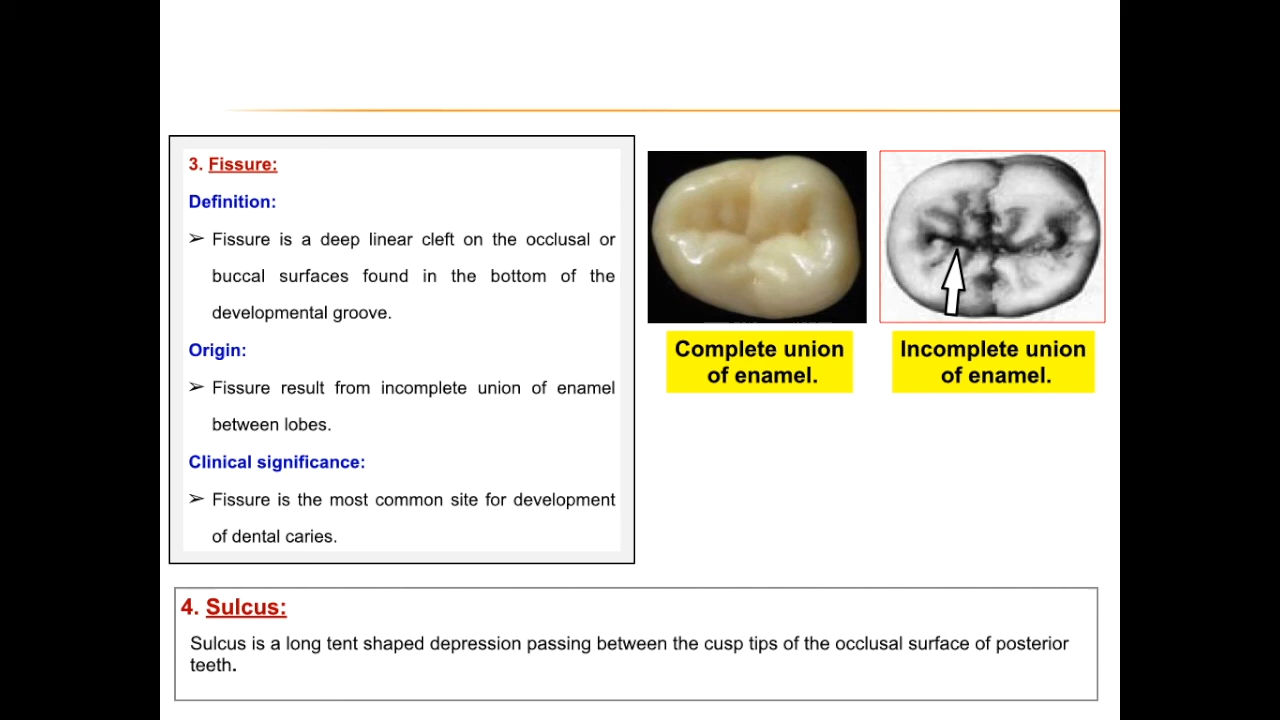 3. Fissure:
Definition:
➢ Fissure is a deep linear cleft on the occlusal or
buccal surfaces found in the bottom of the
developmental groove.
Origin:
➢ Fissure result from incomplete union of enamel
between lobes.
Clinical significance:
➢ Fissure is the most common site for development
of dental caries.
Complete union
of enamel.
Incomplete union
of enamel.
4. Sulcus:
Sulcus is a long tent shaped depression passing between the cusp tips of the occlusal surface of posterior
teeth.